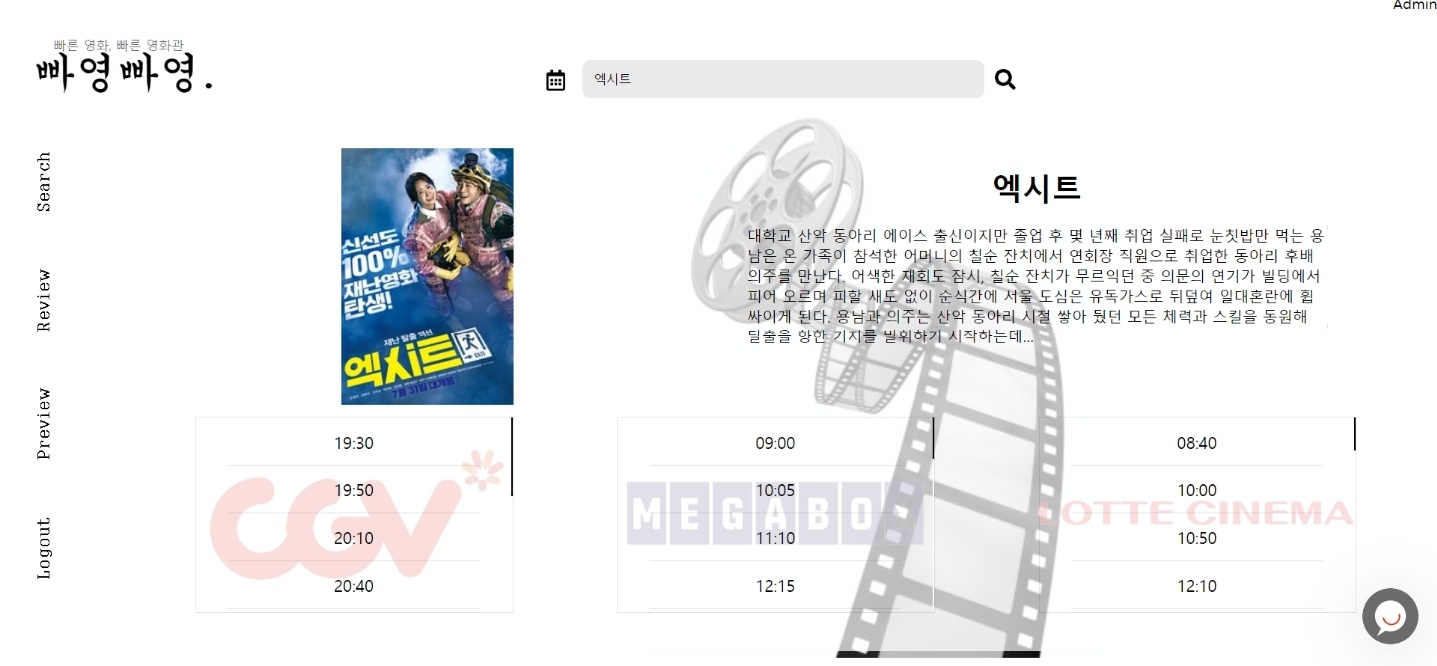 Admin
빠른 영화, 빠른 영화관
빠영빠영.
엑시트
Search
Review
Preview
Logout
신선도
100%
재난영화
탄생!
재난 탈출 액션
엑시트
EXIT
7월 31일 대개봉
엑시트
대학교 산악 동아리 에이스 출신이지만 졸업 후 몇 년째 취업 실패로 눈칫밥만 먹는 용
남은 온 가족이 참석한 어머니의 칠순 잔치에서 연회장 직원으로 취업한 동아리 후배
의주를 만난다. 어색한 재회도 잠시, 칠순 잔치가 무르익던 중 의문의 연기가 빌딩에서
피어 오르며 피할 새도 없이 순식간에 서울 도심은 유독가스로 뒤덮여 일대혼란에 휩
싸이게 된다. 용남과 의주는 산악 동아리 시절 쌓아 뒀던 모든 체력과 스킬을 동원해
탈출을 향한 기지를 발휘하기 시작하는데...
CGV
19:30
19:50
20:10
20:40
MEGABOX
09:00
10:05
11:10
12:15
LOTTE CINEMA
08:40
10:00
10:50
12:10